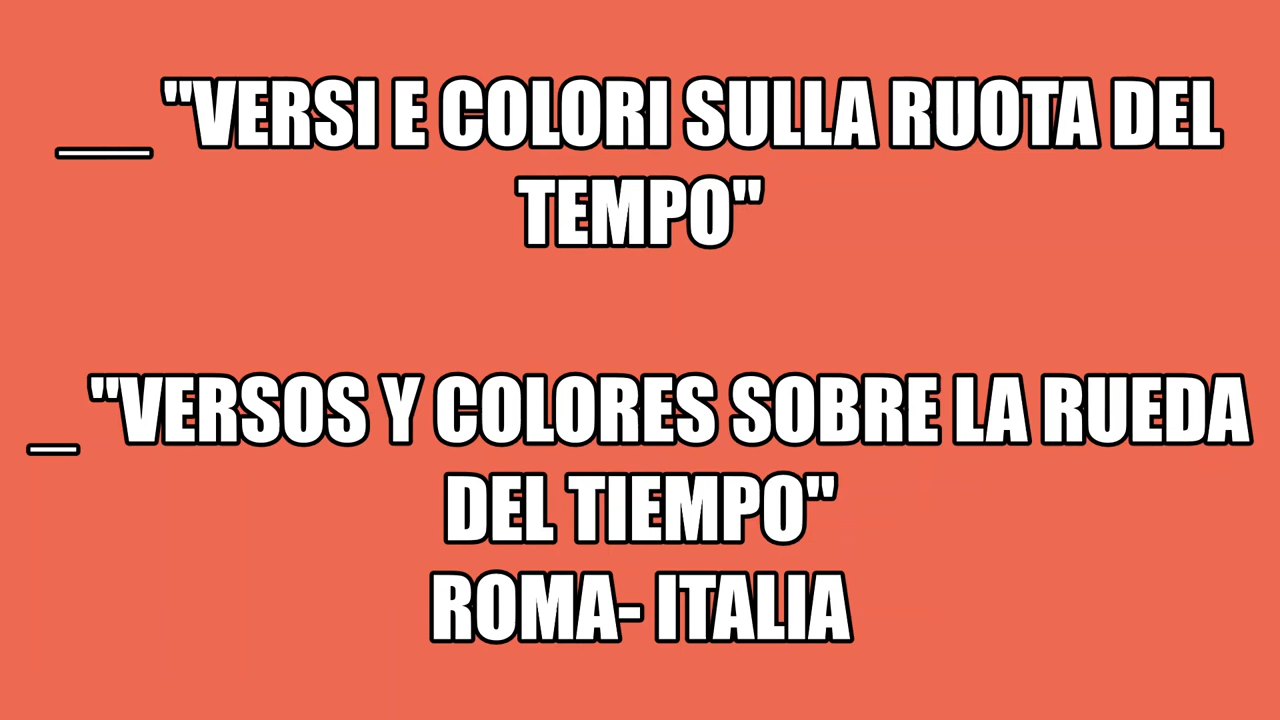 __ "VERSI E COLORI SULLA RUOTA DEL
TEMPO"
_ "VERSOS Y COLORES SOBRE LA RUEDA
DEL TIEMPO"
ROMA- ITALIA